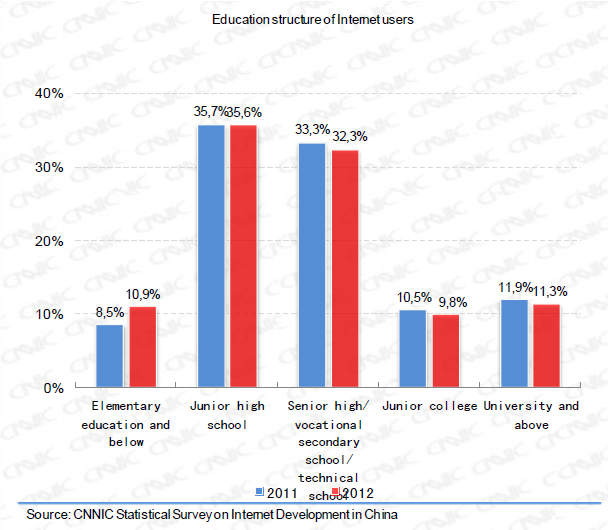 Education structure of Internet users
40%
30%
20%
10%
0%
35,7%
35,6%
33,3%
32,3%
8,5%
10,9%
10,5%
9,8%
11,9%
11,3%
Elementary
education and
below
Junior high
school
Senior high/
vocational
secondary
school/
technical
school
Junior college
University and
above
2011
2012
Source: CNNIC Statistical Survey on Internet Development in China
CNNIC